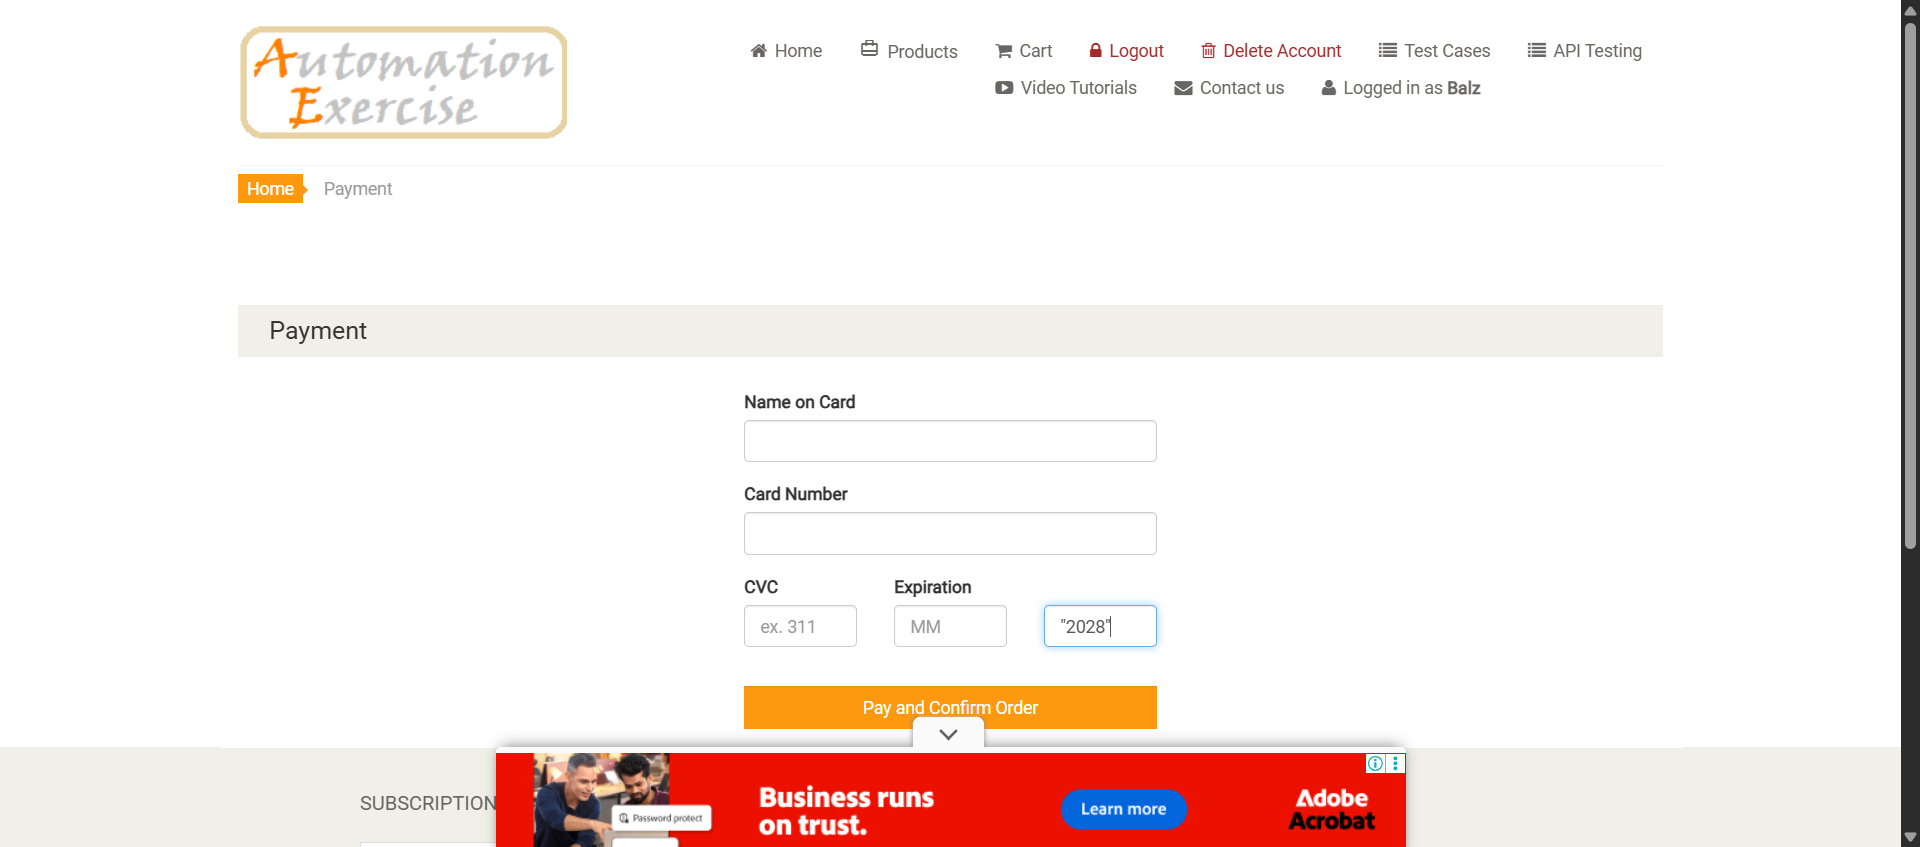 Automation
Exercise
Home
Products
Cart
Logout
Delete Account
Test Cases
API Testing
Video Tutorials
Contact us
Logged in as Balz
Home
Payment
Payment
Name on Card
Card Number
CVC
Expiration
ex. 311
MM
"2028"
Pay and Confirm Order
SUBSCRIPTION
Password protect
Business runs
on trust.
Learn more
Adobe
Acrobat